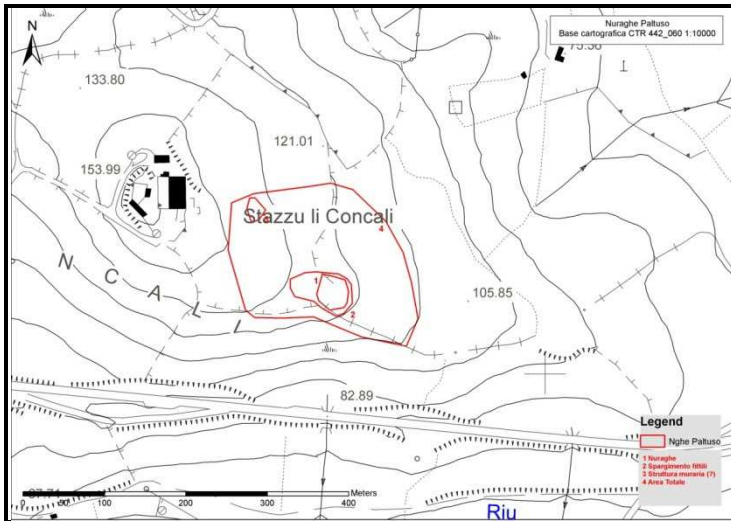 N
Nuraghe Paltuso
Base cartografica CTR 442_060 1:10000
133.80
121.01
153.99
Stazzu li Concali
4
N C A L I
1
2
105.85
82.89
Legend
Nghe Paltuso
1 Nuraghe
2 Spargimento fittili
3 Struttura muraria (?)
4 Area Totale
0 50 100 200 300 400
Meters
Riu